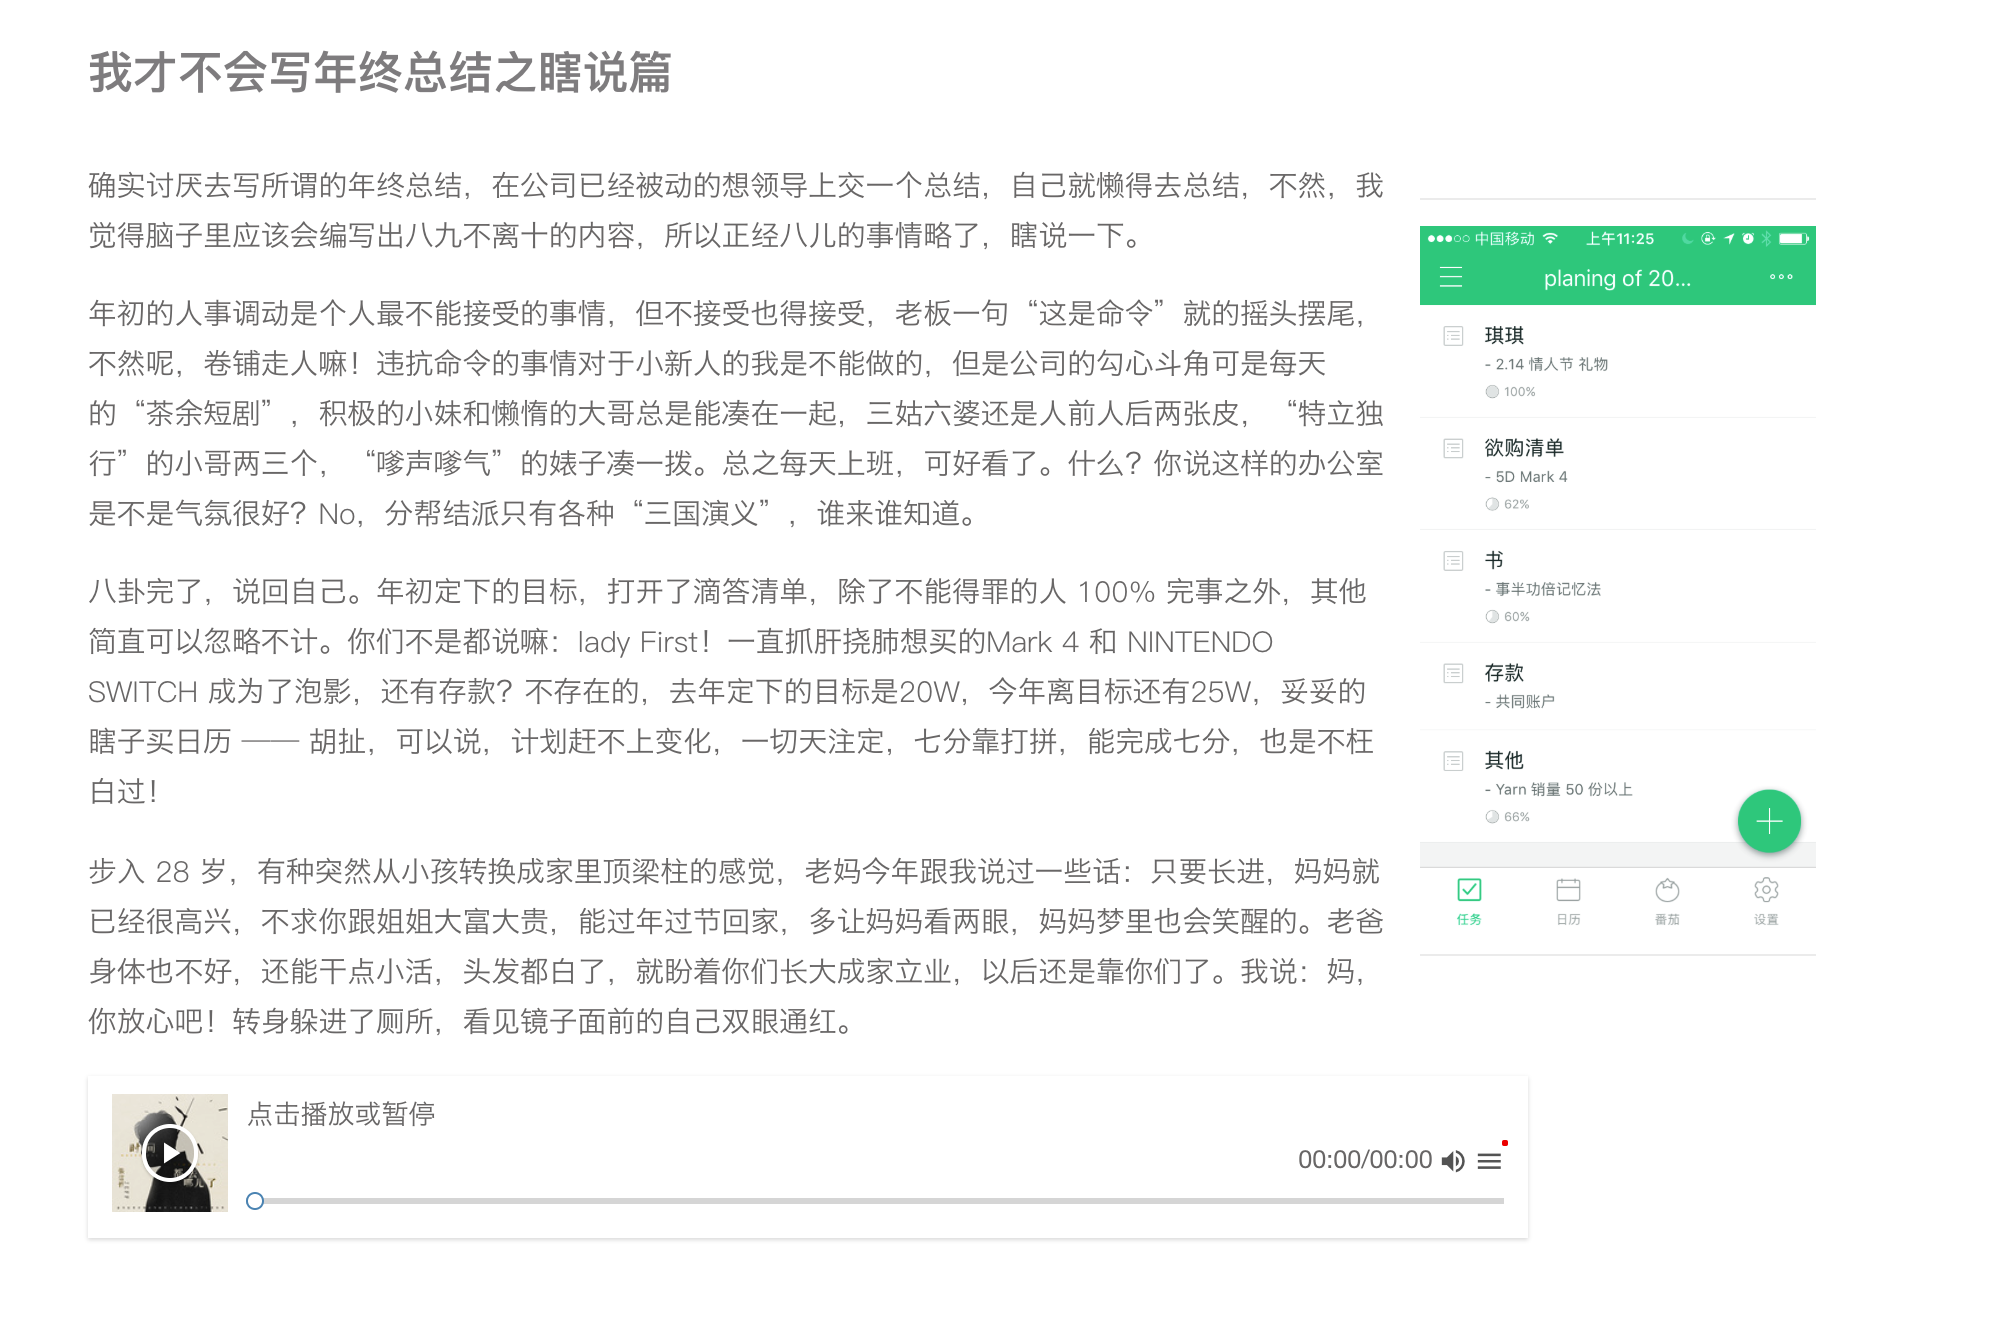 我才不会写年终总结之瞎说篇
确实讨厌去写所谓的年终总结，在公司已经被动的想领导上交一个总结，自己就懒得去总结，不然，我
觉得脑子里应该会编写出八九不离十的内容，所以正经八儿的事情略了，瞎说一下。
年初的人事调动是个人最不能接受的事情，但不接受也得接受，老板一句“这是命令”就的摇头摆尾，
不然呢，卷铺走人嘛！违抗命令的事情对于小新人的我是不能做的，但是公司的勾心斗角可是每天
的“茶余短剧”，积极的小妹和懒惰的大哥总是能凑在一起，三姑六婆还是人前人后两张皮，“特立独
行”的小哥两三个，“嗲声嗲气”的婊子凑一拨。总之每天上班，可好看了。什么？你说这样的办公室
是不是气氛很好？No，分帮结派只有各种“三国演义”，谁来谁知道。
八卦完了，说回自己。年初定下的目标，打开了滴答清单，除了不能得罪的人 100% 完事之外，其他
简直可以忽略不计。你们不是都说嘛：lady First！一直抓肝挠肺想买的Mark 4 和 NINTENDO
SWITCH 成为了泡影，还有存款？不存在的，去年定下的目标是20W，今年离目标还有25W，妥妥的
瞎子买日历 —— 胡扯，可以说，计划赶不上变化，一切天注定，七分靠打拼，能完成七分，也是不枉
白过！
步入 28 岁，有种突然从小孩转换成家里顶梁柱的感觉，老妈今年跟我说过一些话：只要长进，妈妈就
已经很高兴，不求你跟姐姐大富大贵，能过年过节回家，多让妈妈看两眼，妈妈梦里也会笑醒的。老爸
身体也不好，还能干点小活，头发都白了，就盼着你们长大成家立业，以后还是靠你们了。我说：妈，
你放心吧！转身躲进了厕所，看见镜子面前的自己双眼通红。
中国移动 上午11:25
planing of 20...
琪琪
- 2.14 情人节 礼物
100%
欲购清单
- 5D Mark 4
62%
书
- 事半功倍记忆法
60%
存款
- 共同账户
其他
- Yarn 销量 50 份以上
66%
任务 日历 番茄 设置
点击播放或暂停
00:00/00:00